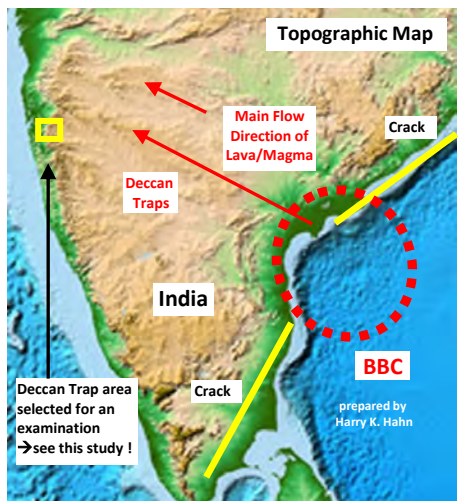 Topographic Map
Main Flow
Direction of
Lava/Magma
Crack
Deccan
Traps
India
Crack
BBC
Deccan Trap area
selected for an
examination
→see this study !
prepared by
Harry K. Hahn